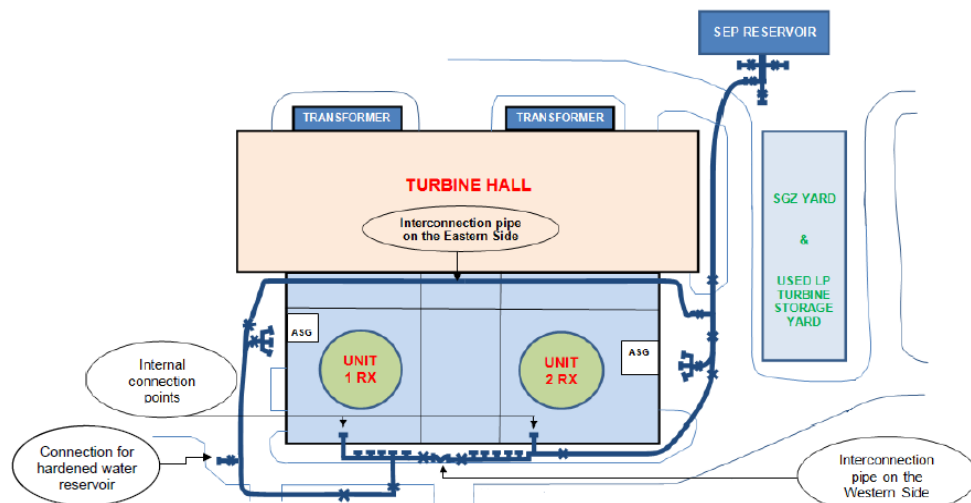 SEP RESERVOIR
TRANSFORMER
TRANSFORMER
TURBINE HALL
Interconnection pipe
on the Eastern Side
SGZ YARD
&
USED LP
TURBINE
STORAGE
YARD
ASG
UNIT
1 RX
UNIT
2 RX
ASG
Internal
connection
points
Connection for
hardened water
reservoir
Interconnection
pipe on the
Western Side